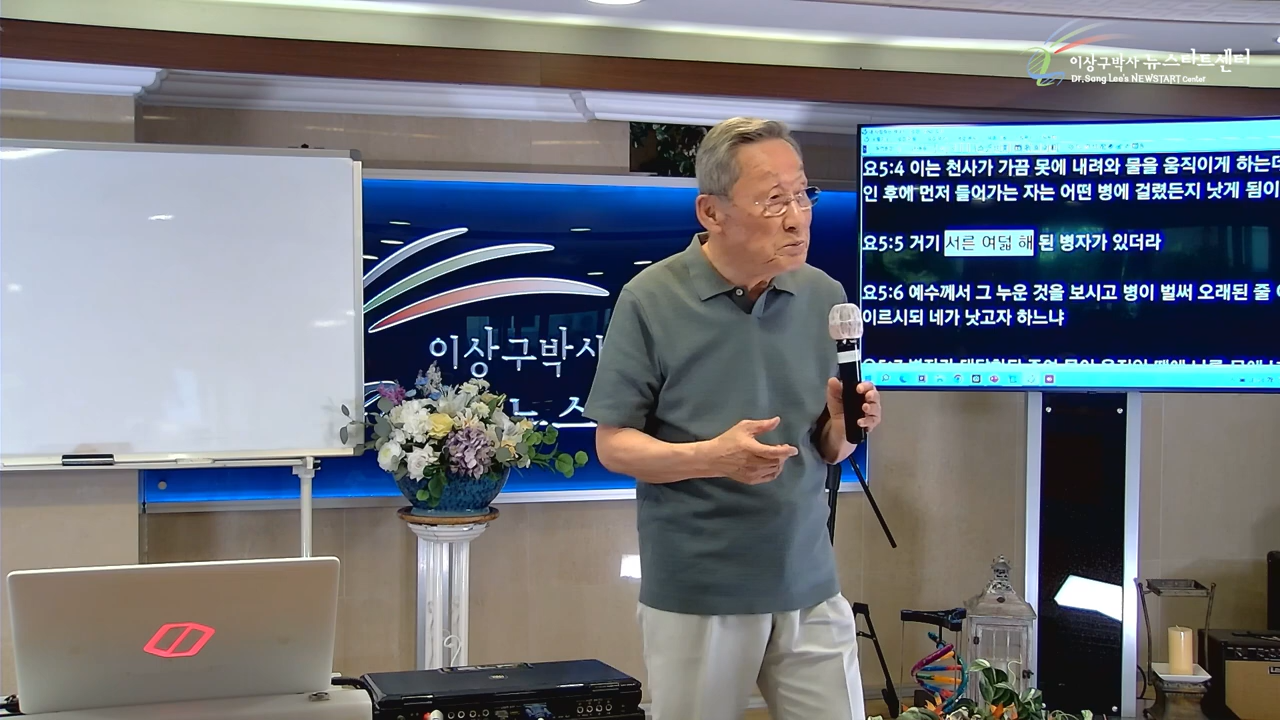 이상구박사 뉴스타트센터
Dr. Sang Lee's NEWSTART Center
요5:4 이는 천사가 가끔 못에 내려와 물을 움직이게 하는데
인 후에 먼저 들어가는 자는 어떤 병에 걸렸든지 낫게 됨이
요5:5 거기 서른 여덟 해 된 병자가 있더라
요5:6 예수께서 그 누운 것을 보시고 병이 벌써 오래된 줄
이르시되 네가 낫고자 하느냐
이상구박사
뉴스